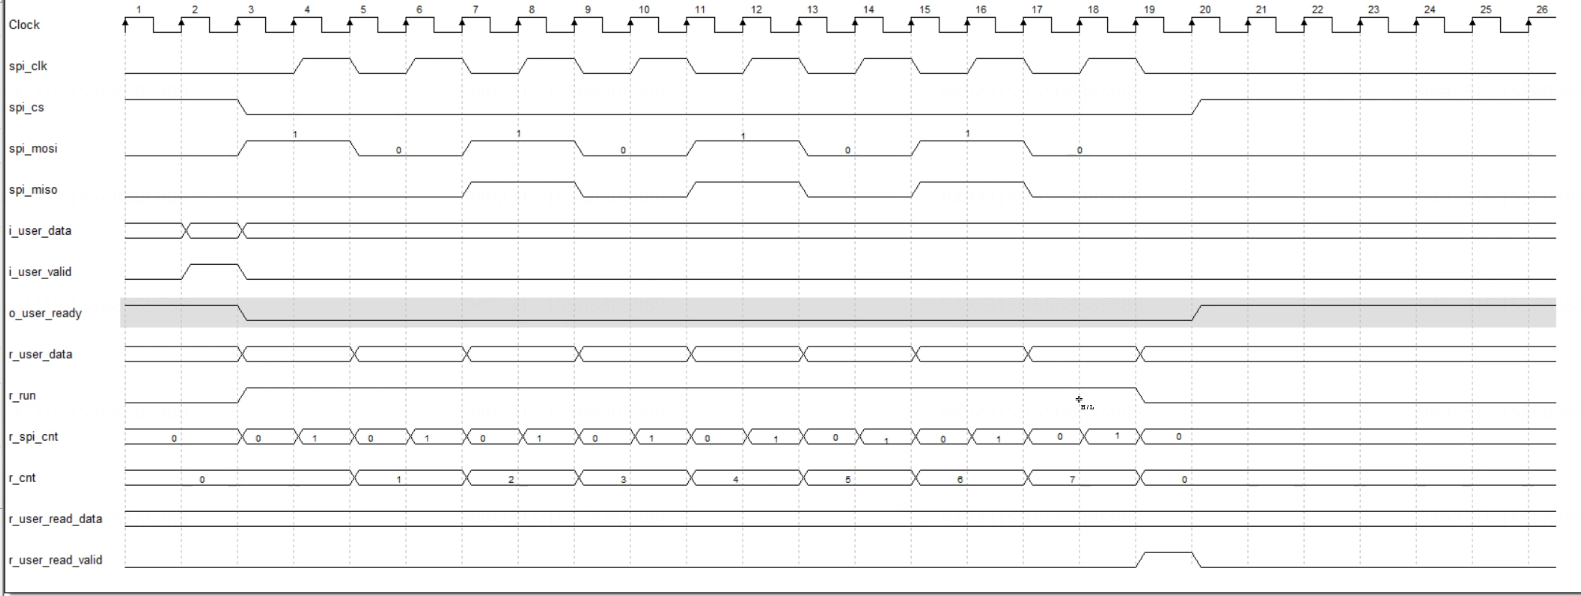 1 2 3 4 5 6 7 8 9 10 11 12 13 14 15 16 17 18 19 20 21 22 23 24 25 26
Clock
spi_clk
spi_cs
spi_mosi 1 0 1 0 1 0 1 0
spi_miso
i_user_data
i_user_valid
o_user_ready
r_user_data
r_run
r_spi_cnt 0 0 1 0 1 0 1 0 1 0 1 0 1 0 1 0 1 0
r_cnt 0 1 2 3 4 5 6 7 0
r_user_read_data
r_user_read_valid